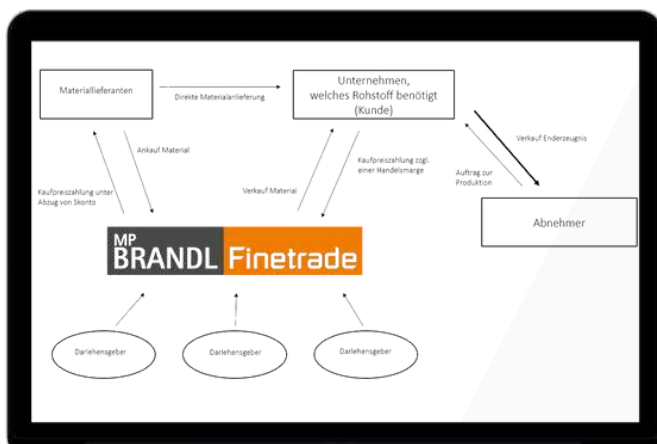 Materiallieferanten
Direkte Materialanlieferung
Unternehmen,
welches Rohstoff benötigt
(Kunde)
Ankauf Material
Kaufpreiszahlung unter
Abzug von Skonto
Verkauf Material
Kaufpreiszahlung zzgl.
einer Handelsmarge
Auftrag zur
Produktion
Verkauf Enderzeugnis
Abnehmer
MP
BRANDL Finetrade
Darlehensgeber
Darlehensgeber
Darlehensgeber